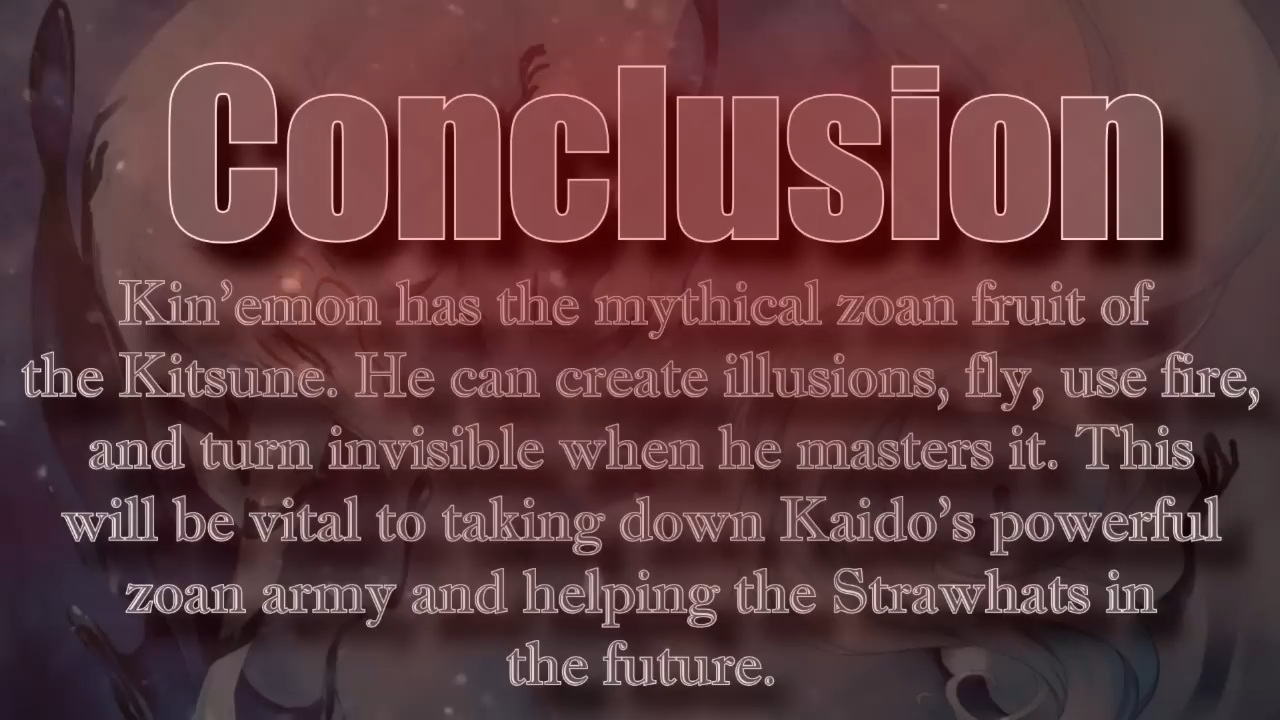 Conclusion
Kin’emon has the mythical zoan fruit of
the Kitsune. He can create illusions, fly, use fire,
and turn invisible when he masters it. This
will be vital to taking down Kaido’s powerful
zoan army and helping the Strawhats in
the future.